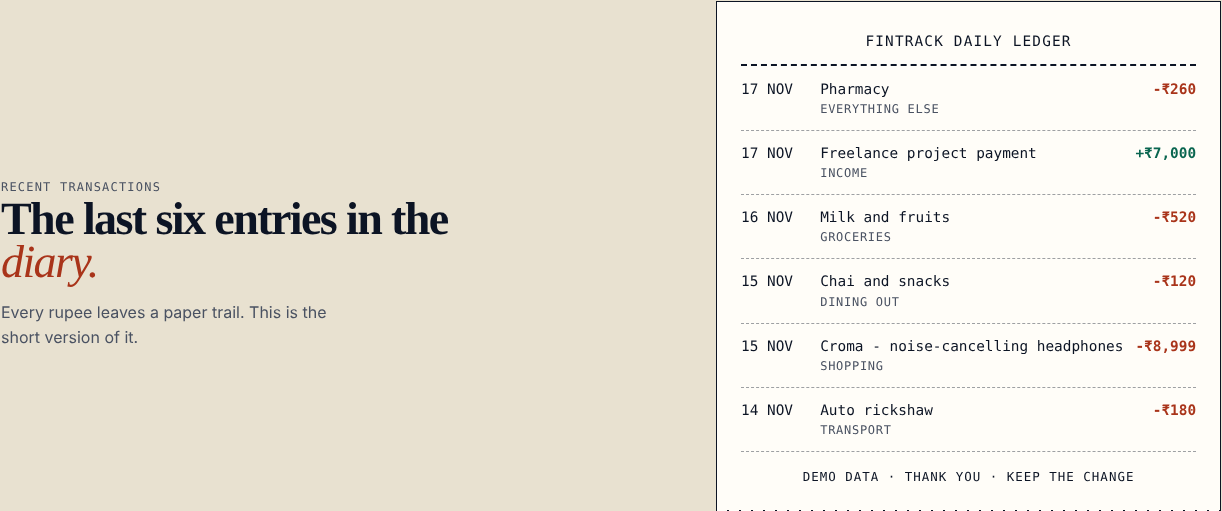 RECENT TRANSACTIONS
The last six entries in the
diary.
Every rupee leaves a paper trail. This is the
short version of it.
FINTRACK DAILY LEDGER
17 NOV Pharmacy -₹260
EVERYTHING ELSE
17 NOV Freelance project payment +₹7,000
INCOME
16 NOV Milk and fruits -₹520
GROCERIES
15 NOV Chai and snacks -₹120
DINING OUT
15 NOV Croma - noise-cancelling headphones -₹8,999
SHOPPING
14 NOV Auto rickshaw -₹180
TRANSPORT
DEMO DATA · THANK YOU · KEEP THE CHANGE